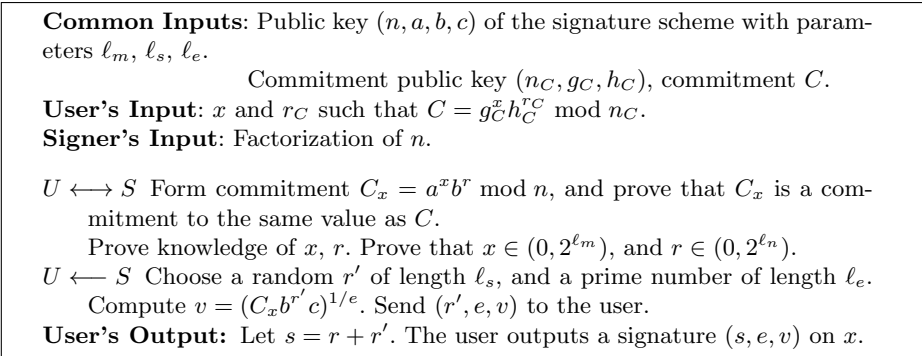 Common Inputs: Public key (n, a, b, c) of the signature scheme with param-
eters ℓ_m, ℓ_s, ℓ_e.
Commitment public key (n_C, g_C, h_C), commitment C.
User's Input: x and r_C such that C = g_C^x h_C^{r_C} mod n_C.
Signer's Input: Factorization of n.
U ⟷ S Form commitment C_x = a^x b^r mod n, and prove that C_x is a com-
mitment to the same value as C.
Prove knowledge of x, r. Prove that x ∈ (0, 2^{ℓ_m}), and r ∈ (0, 2^{ℓ_n}).
U ⟵ S Choose a random r′ of length ℓ_s, and a prime number of length ℓ_e.
Compute v = (C_x b^{r′} c)^{1/e}. Send (r′, e, v) to the user.
User's Output: Let s = r + r′. The user outputs a signature (s, e, v) on x.